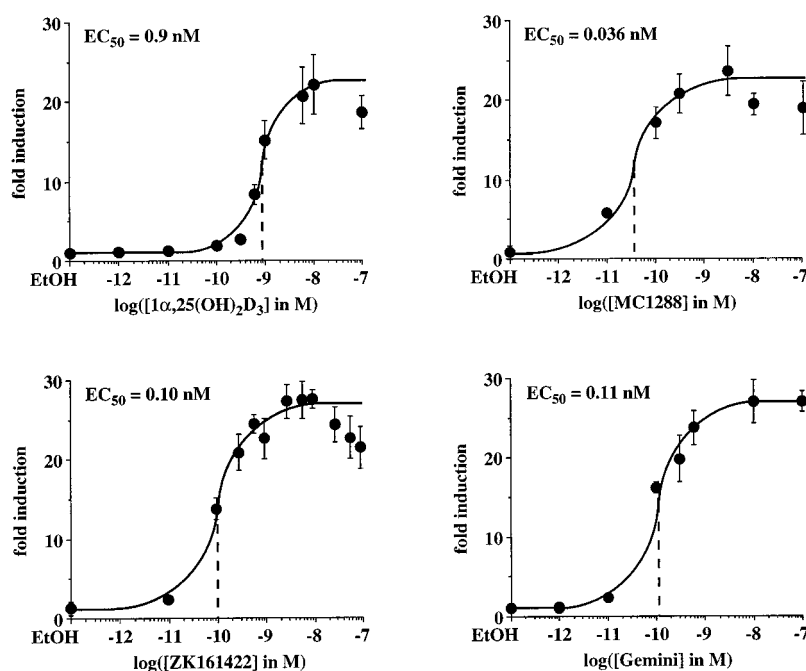 30
20
10
0
fold induction
EC50 = 0.9 nM
EtOH -12 -11 -10 -9 -8 -7
log([1α,25(OH)2D3] in M)
30
20
10
0
fold induction
EC50 = 0.036 nM
EtOH -12 -11 -10 -9 -8 -7
log([MC1288] in M)
30
20
10
0
fold induction
EC50 = 0.10 nM
EtOH -12 -11 -10 -9 -8 -7
log([ZK161422] in M)
30
20
10
0
fold induction
EC50 = 0.11 nM
EtOH -12 -11 -10 -9 -8 -7
log([Gemini] in M)